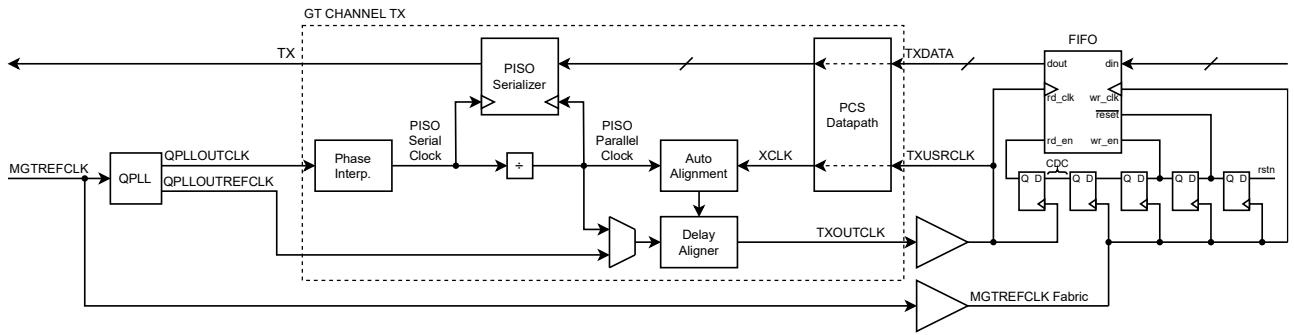 GT CHANNEL TX
FIFO
TX
PISO
Serializer
TXDATA
dout
din
rd_clk
wr_clk
reset
rd_en
wr_en
PCS
Datapath
PISO
Serial
Clock
PISO
Parallel
Clock
MGTREFCLK
QPLL
QPLLOUTCLK
QPLLOUTREFCLK
Phase
Interp.
÷
Auto
Alignment
XCLK
TXUSRCLK
CDC
Q D
Q D
Q D
Q D
Q D
rstn
Delay
Aligner
TXOUTCLK
MGTREFCLK Fabric